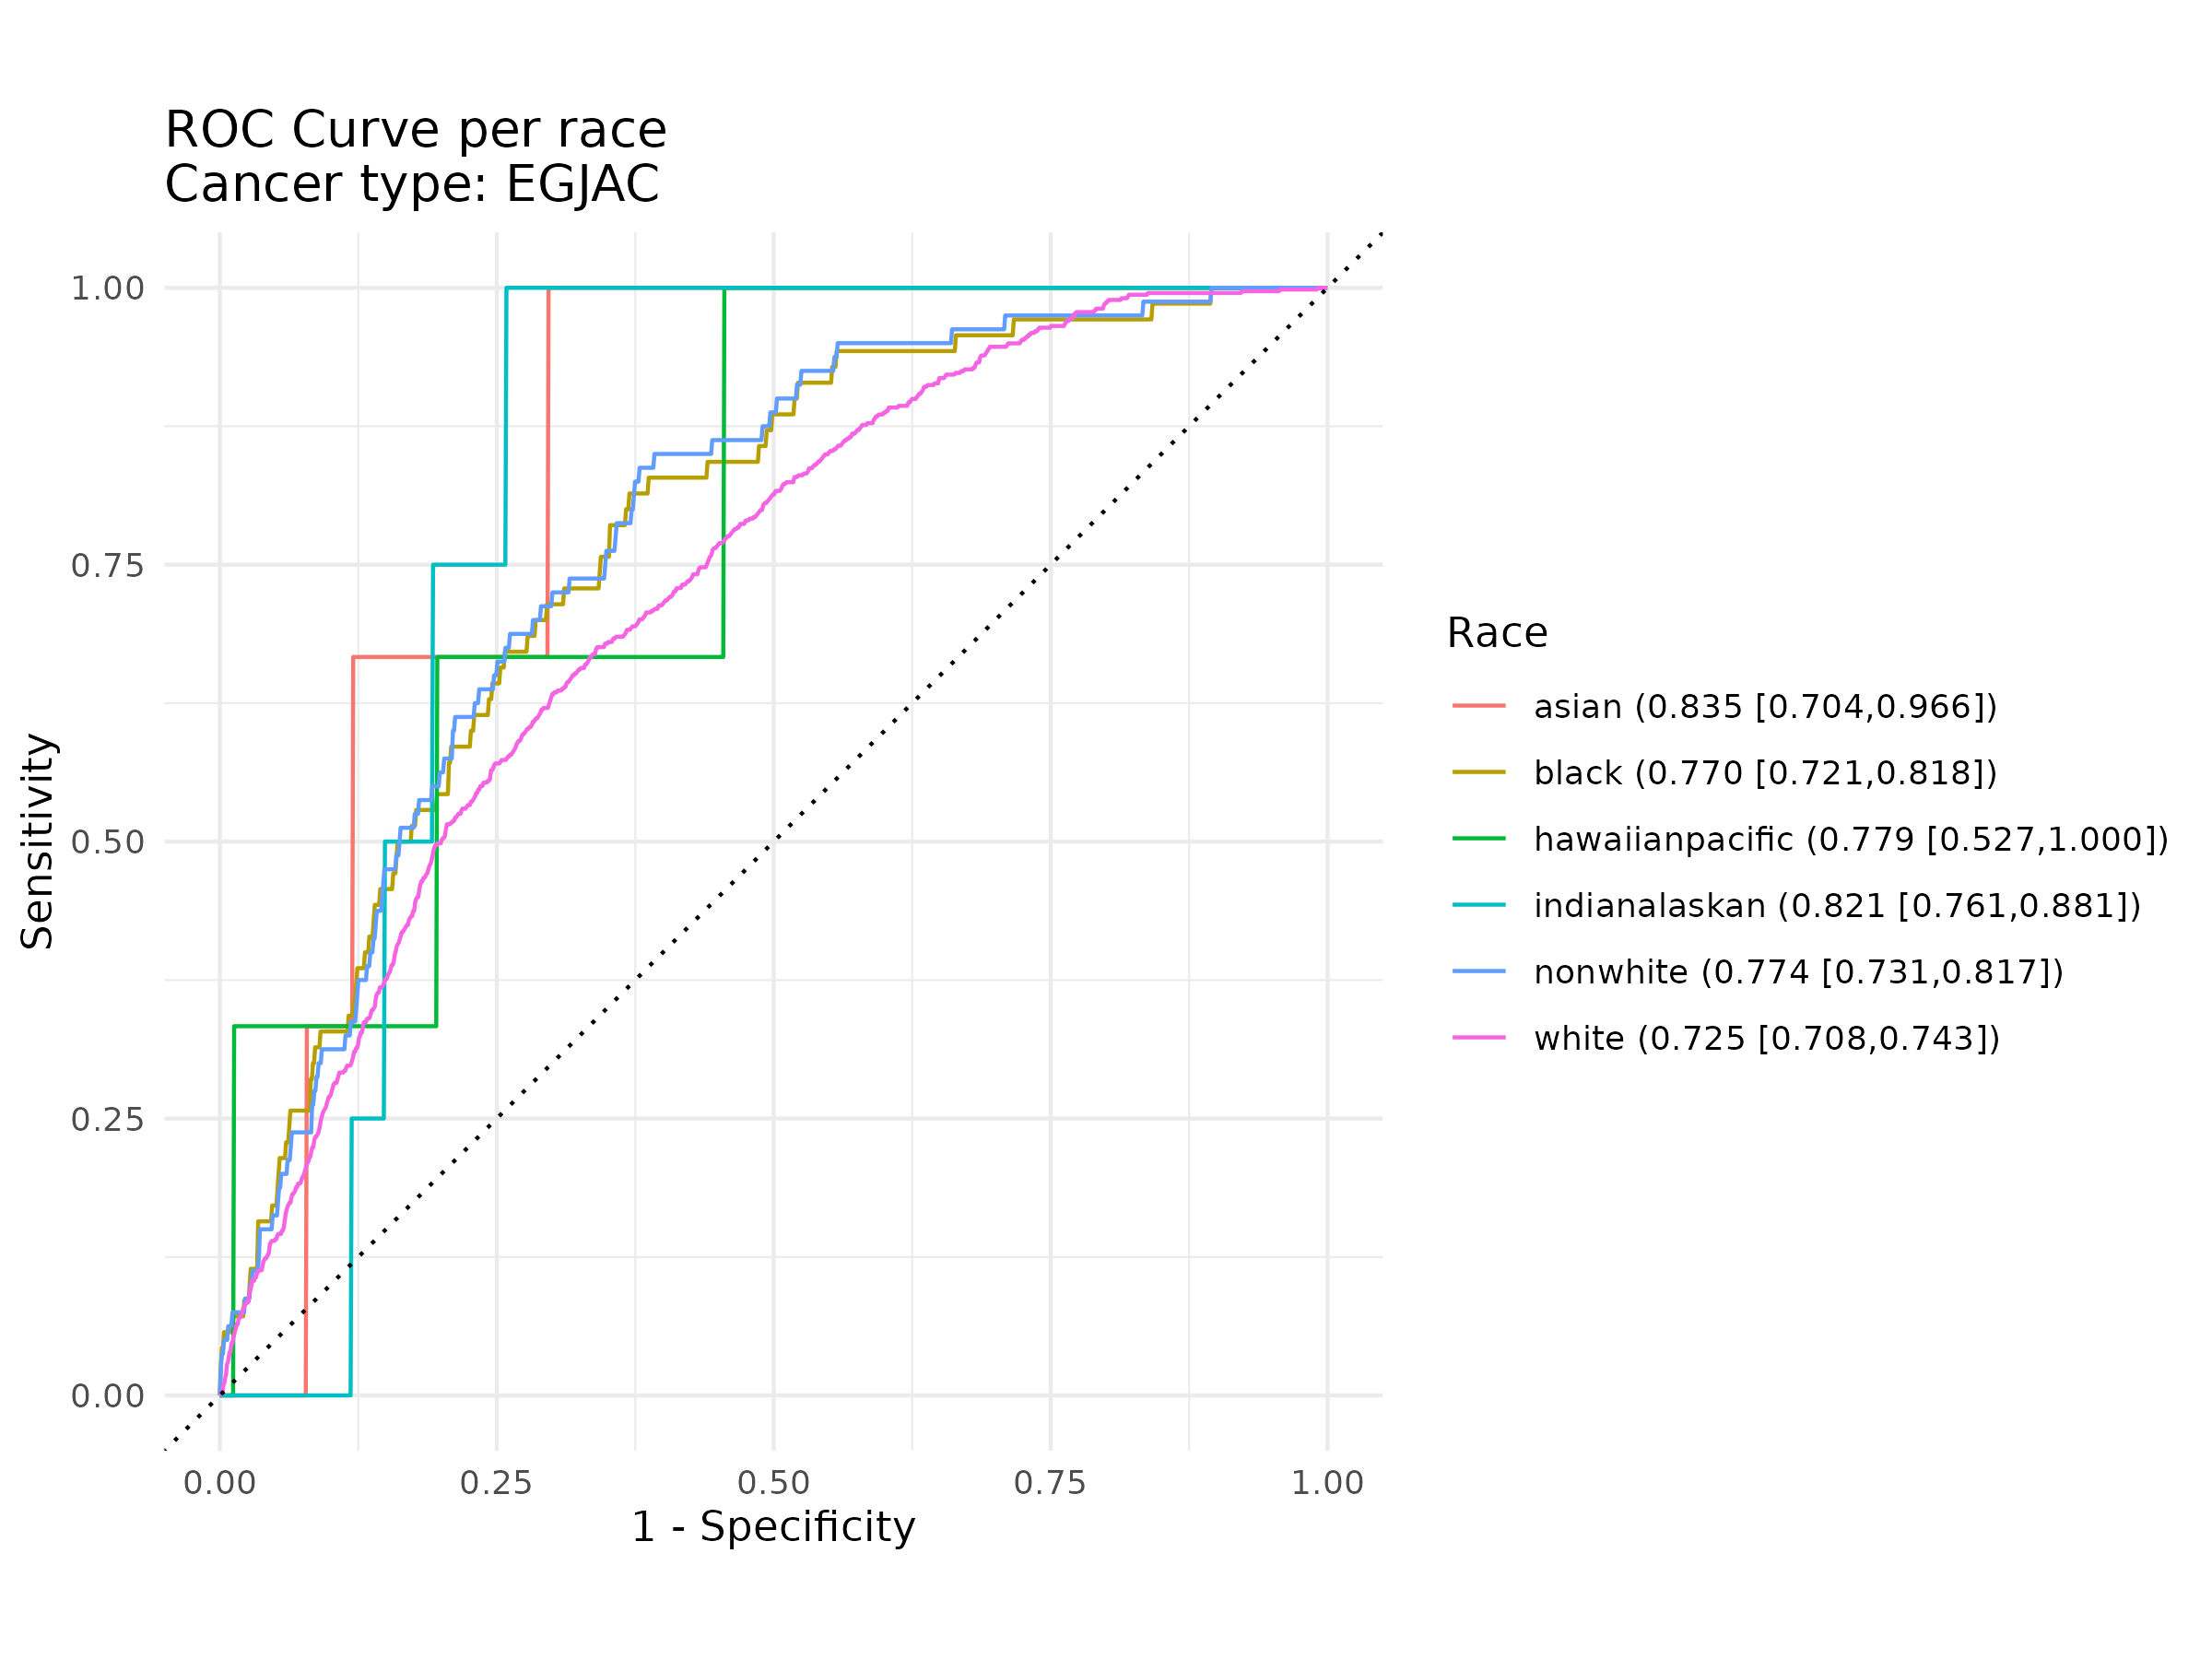 ROC Curve per race
Cancer type: EGJAC
1.00
0.75
0.50
0.25
0.00
Sensitivity
0.00
0.25
0.50
0.75
1.00
1 - Specificity
Race
asian (0.835 [0.704,0.966])
black (0.770 [0.721,0.818])
hawaiianpacific (0.779 [0.527,1.000])
indianalaskan (0.821 [0.761,0.881])
nonwhite (0.774 [0.731,0.817])
white (0.725 [0.708,0.743])